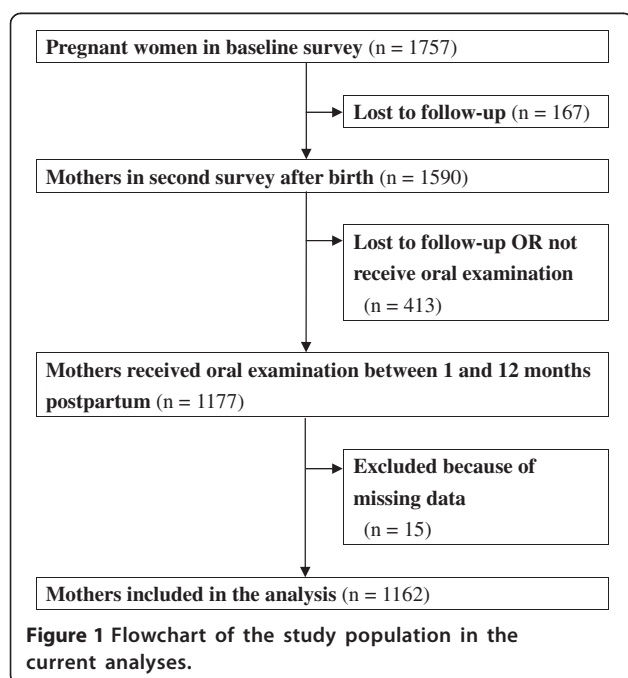 Pregnant women in baseline survey (n = 1757)
Lost to follow-up (n = 167)
Mothers in second survey after birth (n = 1590)
Lost to follow-up OR not
receive oral examination
(n = 413)
Mothers received oral examination between 1 and 12 months
postpartum (n = 1177)
Excluded because of
missing data
(n = 15)
Mothers included in the analysis (n = 1162)
Figure 1 Flowchart of the study population in the
current analyses.